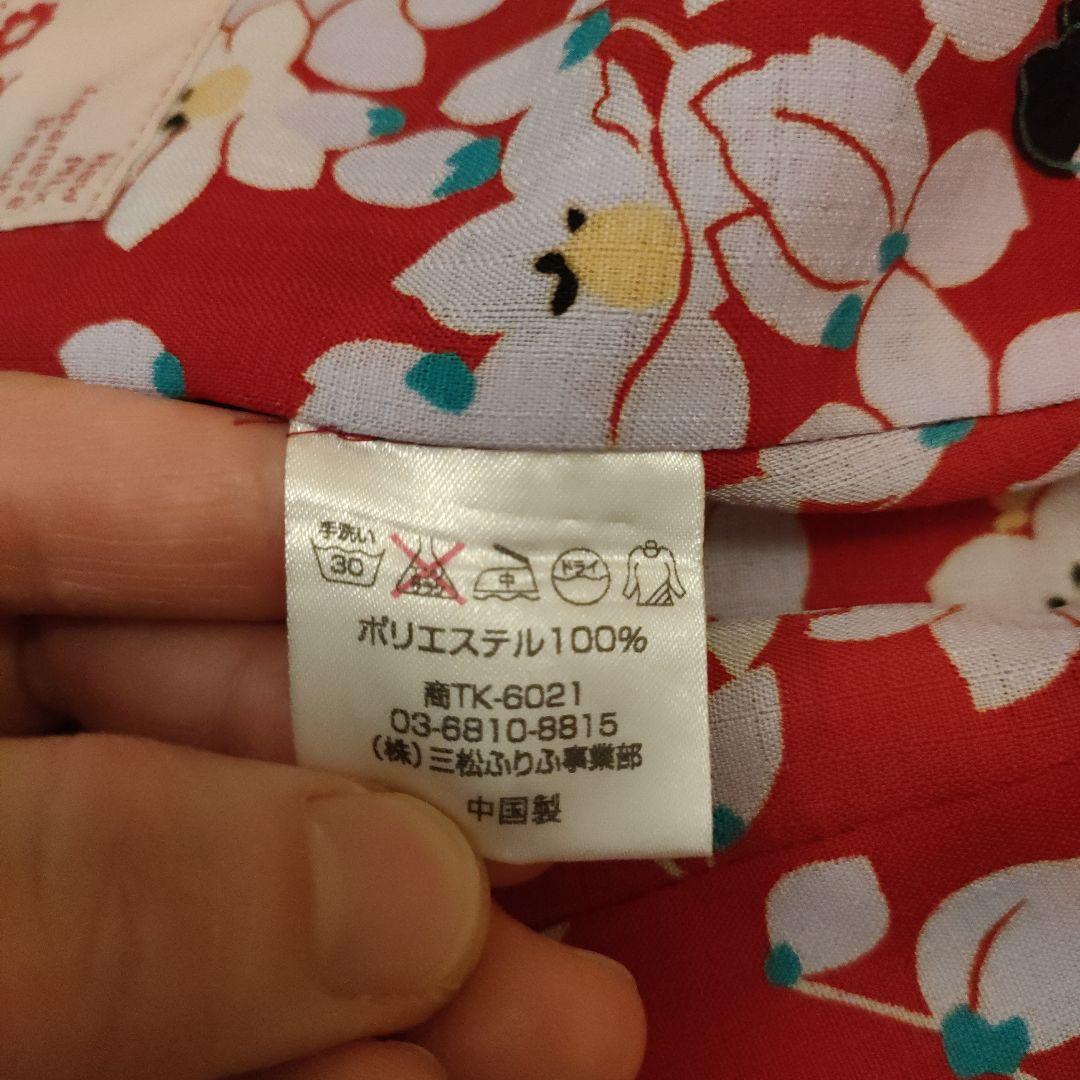 手洗い
30
中
ドライ
ポリエステル100%
商TK-6021
03-6810-8815
(株)三松ふりふ事業部
中国製